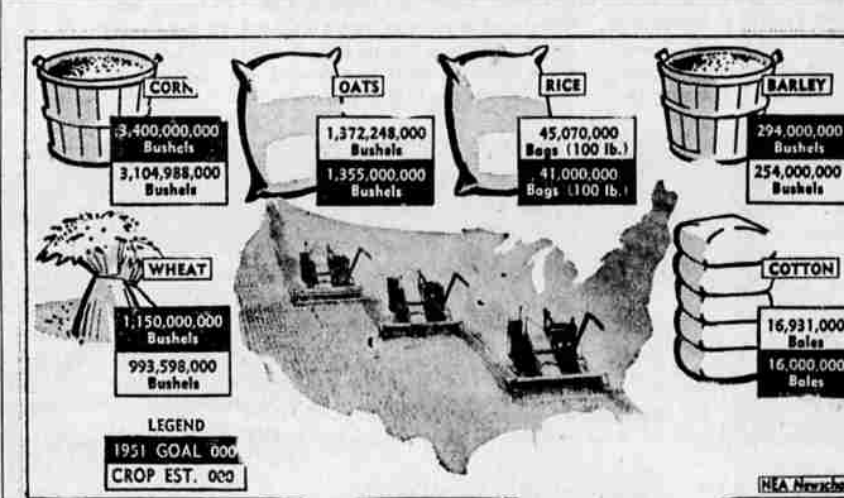 CORN
3,400,000,000
Bushels
3,104,988,000
Bushels
OATS
1,372,248,000
Bushels
1,355,000,000
Bushels
RICE
45,070,000
Bags (100 lb.)
41,000,000
Bags (100 lb.)
BARLEY
294,000,000
Bushels
254,000,000
Bushels
WHEAT
1,150,000,000
Bushels
993,598,000
Bushels
COTTON
16,931,000
Bales
16,000,000
Bales
LEGEND
1951 GOAL 000
CROP EST. 000
NEA Newscha